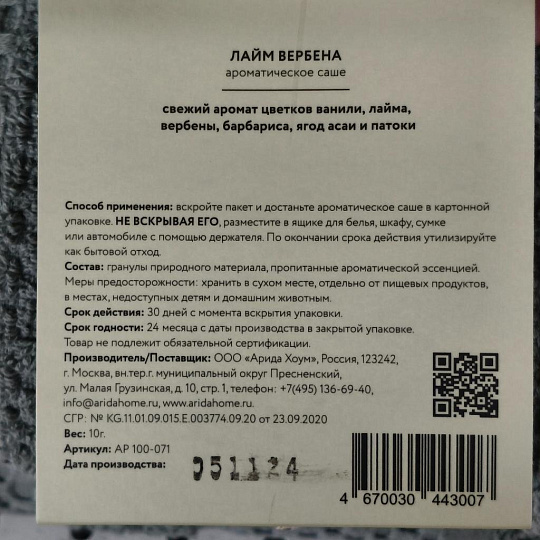 ЛАЙМ ВЕРБЕНА
ароматическое саше
свежий аромат цветков ванили, лайма,
вербены, барбариса, ягод асаи и патоки
Способ применения: вскройте пакет и достаньте ароматическое саше в картонной
упаковке. НЕ ВСКРЫВАЯ ЕГО, разместите в ящике для белья, шкафу, сумке
или автомобиле с помощью держателя. По окончании срока действия утилизируйте
как бытовой отход.
Состав: гранулы природного материала, пропитанные ароматической эссенцией.
Меры предосторожности: хранить в сухом месте, отдельно от пищевых продуктов,
в местах, недоступных детям и домашним животным.
Срок действия: 30 дней с момента вскрытия упаковки.
Срок годности: 24 месяца с даты производства в закрытой упаковке.
Товар не подлежит обязательной сертификации.
Производитель/Поставщик: ООО «Арида Хоум», Россия, 123242,
г. Москва, вн.тер.г. муниципальный округ Пресненский,
ул. Малая Грузинская, д. 10, стр. 1, телефон: +7(495) 136-69-40,
info@aridahome.ru, www.aridahome.ru.
СГР: № KG.11.01.09.015.E.003774.09.20 от 23.09.2020
Вес: 10г.
Артикул: АР 100-071
Дата производства: 051124
4 670030 443007